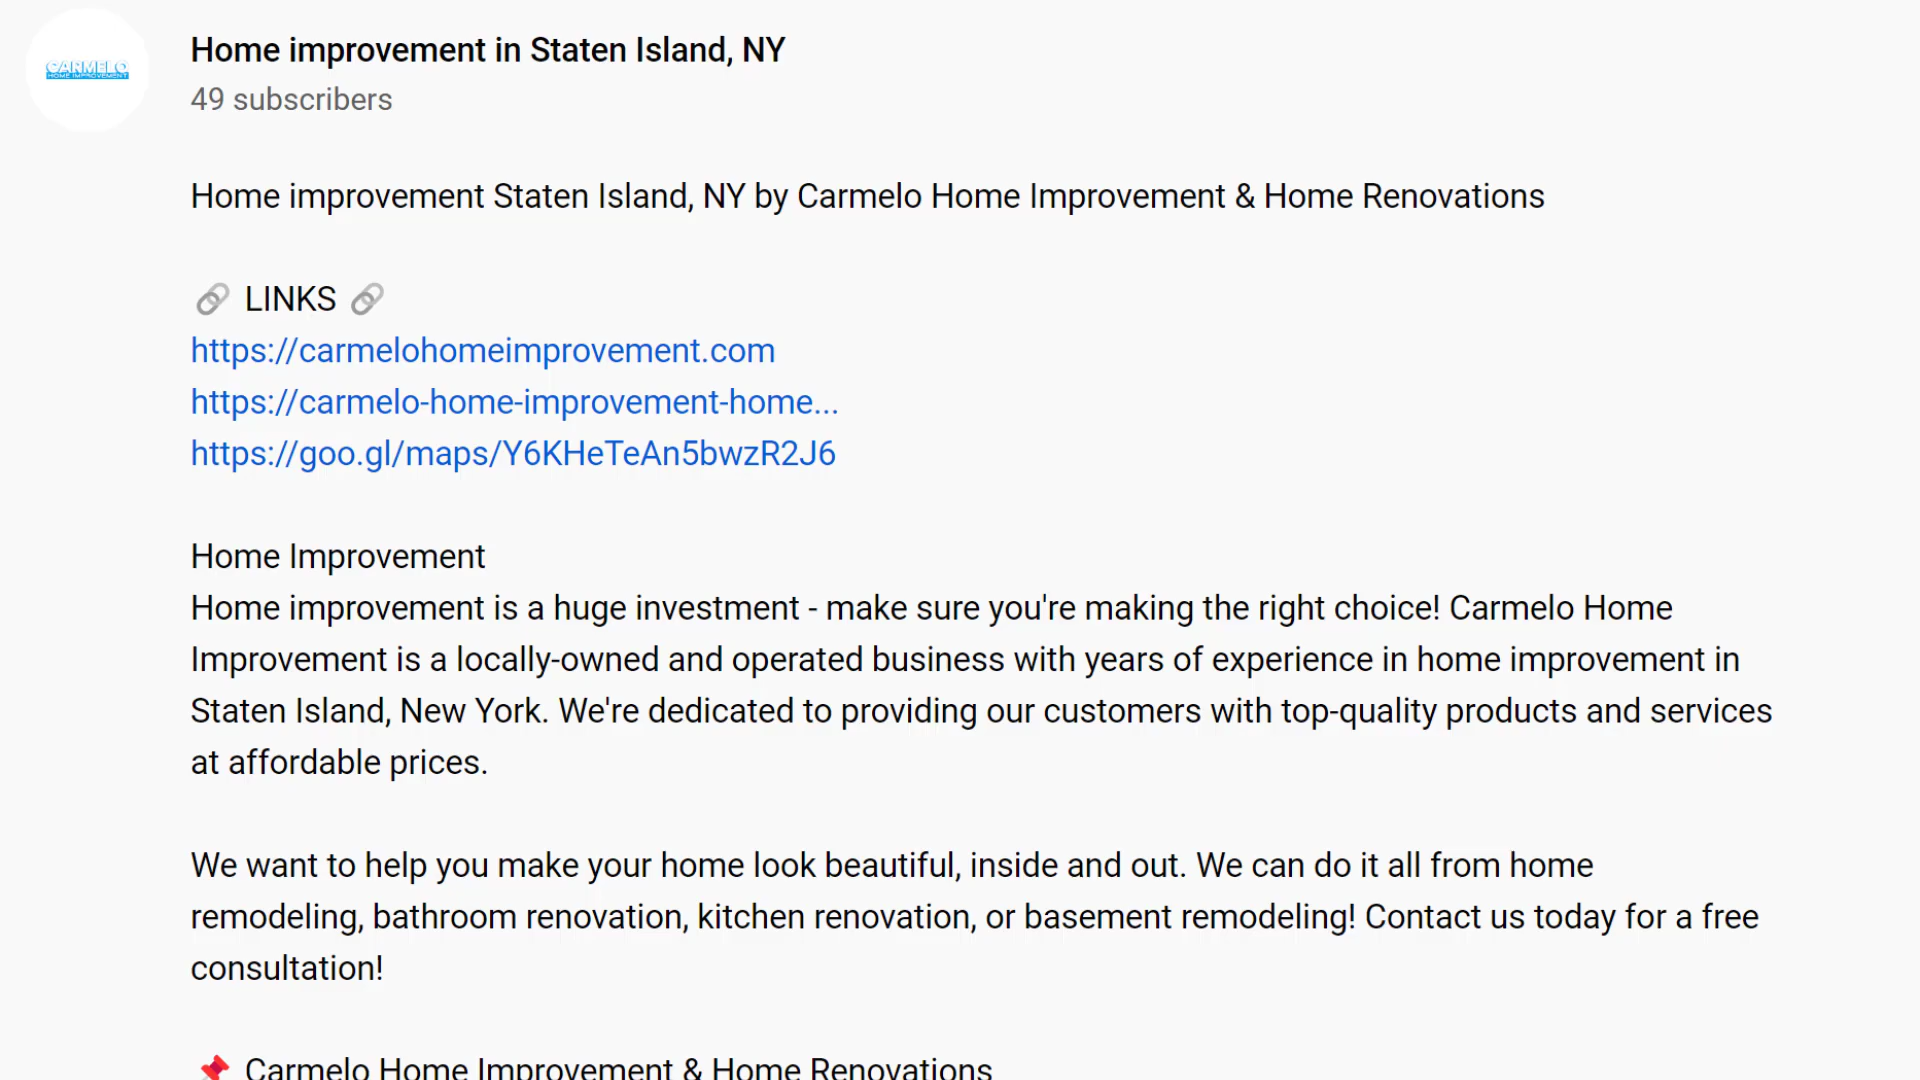 CARMELO
HOME IMPROVEMENT
Home improvement in Staten Island, NY
49 subscribers
Home improvement Staten Island, NY by Carmelo Home Improvement & Home Renovations
🔗 LINKS 🔗
https://carmelohomeimprovement.com
https://carmelo-home-improvement-home...
https://goo.gl/maps/Y6KHeTeAn5bwzR2J6
Home Improvement
Home improvement is a huge investment - make sure you're making the right choice! Carmelo Home
Improvement is a locally-owned and operated business with years of experience in home improvement in
Staten Island, New York. We're dedicated to providing our customers with top-quality products and services
at affordable prices.
We want to help you make your home look beautiful, inside and out. We can do it all from home
remodeling, bathroom renovation, kitchen renovation, or basement remodeling! Contact us today for a free
consultation!
📌 Carmelo Home Improvement & Home Renovations